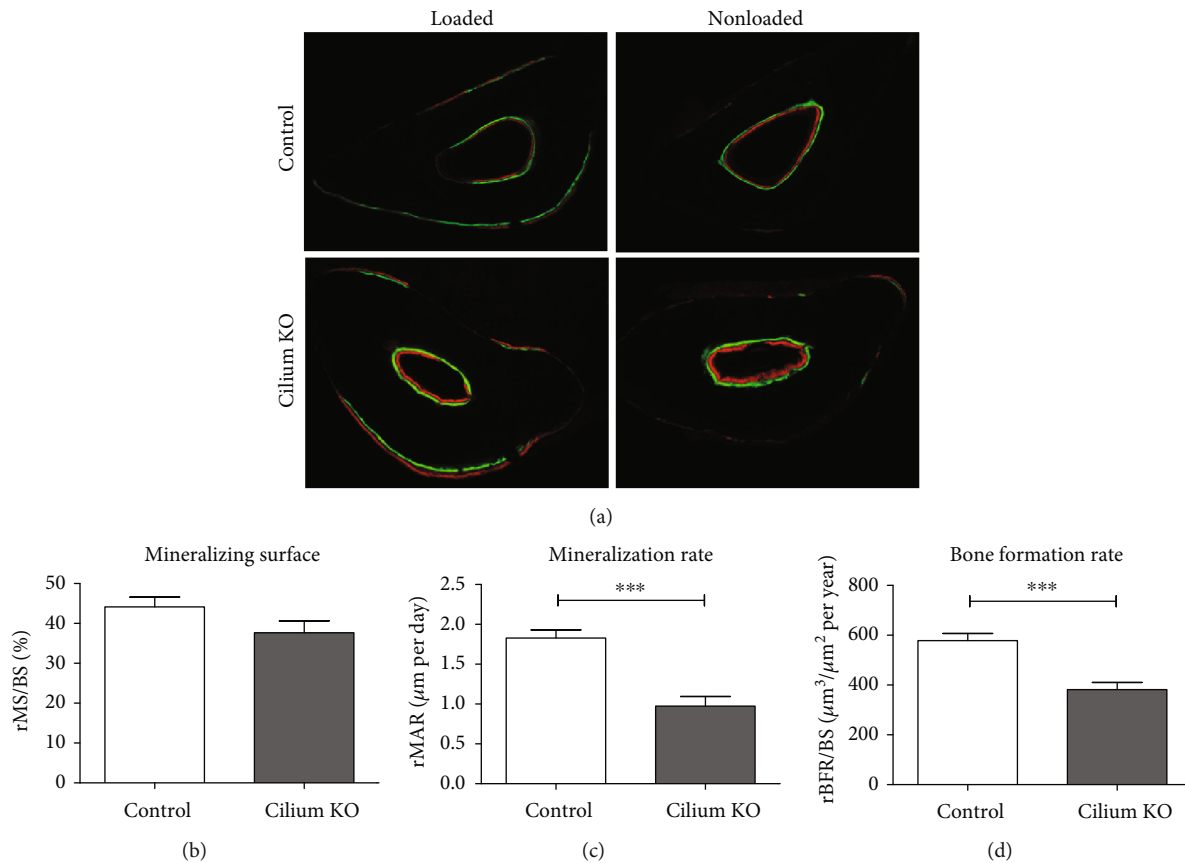 Loaded
Nonloaded
Control
Cilium KO
(a)
Mineralizing surface
rMS/BS (%)
50
40
30
20
10
0
Control
Cilium KO
(b)
Mineralization rate
rMAR (𝜇m per day)
2.5
2.0
1.5
1.0
0.5
0.0
***
Control
Cilium KO
(c)
Bone formation rate
rBFR/BS (𝜇m³/𝜇m² per year)
800
600
400
200
0
***
Control
Cilium KO
(d)